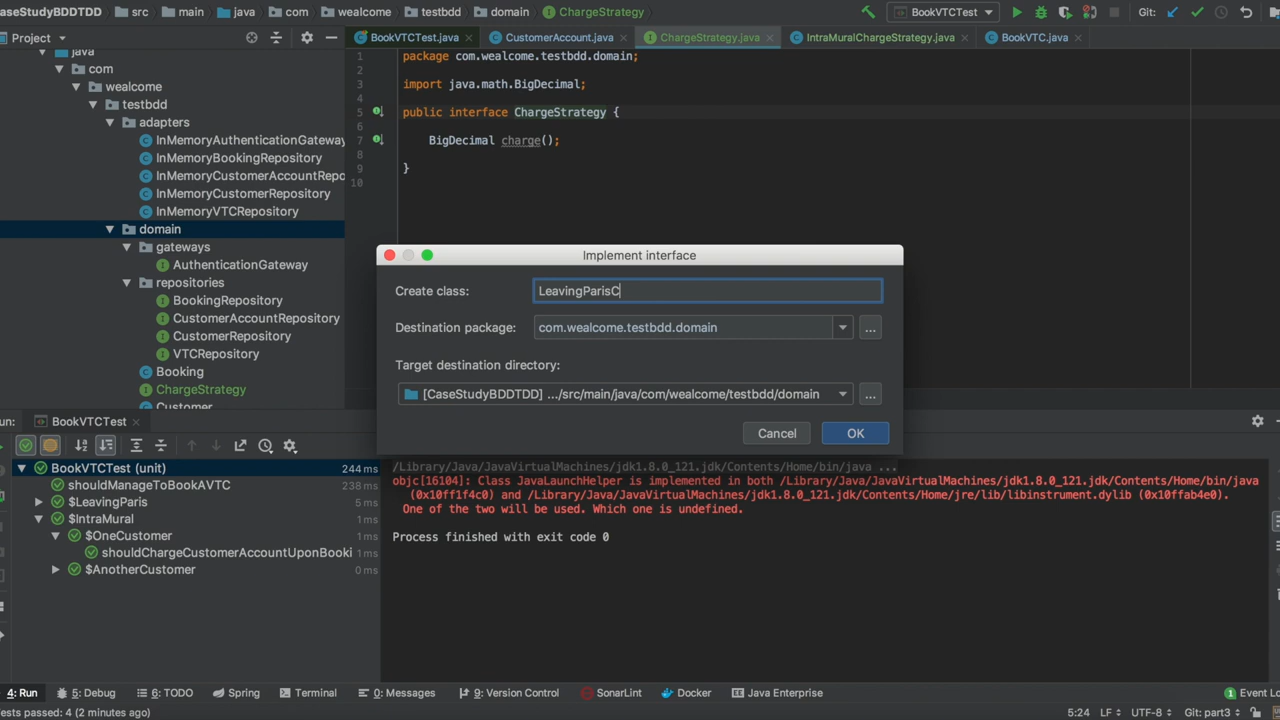 CaseStudyBDDTDD src main java com wealcome testbdd domain ChargeStrategy BookVTCTest Git:
Project BookVTCTest.java CustomerAccount.java ChargeStrategy.java IntraMuralChargeStrategy.java BookVTC.java
java
com
wealcome
testbdd
adapters
InMemoryAuthenticationGateway
InMemoryBookingRepository
InMemoryCustomerAccountRepo
InMemoryCustomerRepository
InMemoryVTCRepository
domain
gateways
AuthenticationGateway
repositories
BookingRepository
CustomerAccountRepository
CustomerRepository
VTCRepository
Booking
ChargeStrategy
Customer
1 package com.wealcome.testbdd.domain;
2
3 import java.math.BigDecimal;
4
5 public interface ChargeStrategy {
6
7 BigDecimal charge();
8
9 }
10
Implement interface
Create class: LeavingParisC
Destination package: com.wealcome.testbdd.domain ...
Target destination directory:
[CaseStudyBDDTDD] .../src/main/java/com/wealcome/testbdd/domain ...
Cancel OK
un: BookVTCTest
BookVTCTest (unit) 244 ms
shouldManageToBookAVTC 238 ms
$LeavingParis 5 ms
$IntraMural 1 ms
$OneCustomer 1 ms
shouldChargeCustomerAccountUponBooki 1 ms
$AnotherCustomer 0 ms
/Library/Java/JavaVirtualMachines/jdk1.8.0_121.jdk/Contents/Home/bin/java ...
objc[16104]: Class JavaLaunchHelper is implemented in both /Library/Java/JavaVirtualMachines/jdk1.8.0_121.jdk/Contents/Home/bin/java
(0x10ff1f4c0) and /Library/Java/JavaVirtualMachines/jdk1.8.0_121.jdk/Contents/Home/jre/lib/libinstrument.dylib (0x10ffab4e0).
One of the two will be used. Which one is undefined.
Process finished with exit code 0
4: Run 5: Debug 6: TODO Spring Terminal 0: Messages 9: Version Control SonarLint Docker Java Enterprise 1 Event Lo
ests passed: 4 (2 minutes ago) 5:24 LF UTF-8 Git: part3